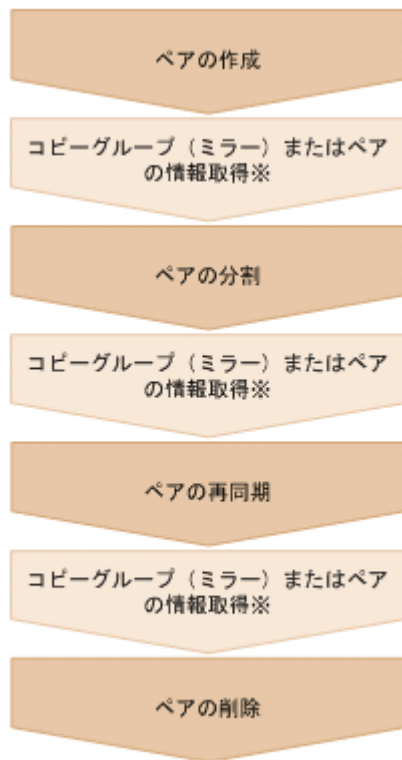 ペアの作成
コピーグループ（ミラー）またはペア
の情報取得※
ペアの分割
コピーグループ（ミラー）またはペア
の情報取得※
ペアの再同期
コピーグループ（ミラー）またはペア
の情報取得※
ペアの削除